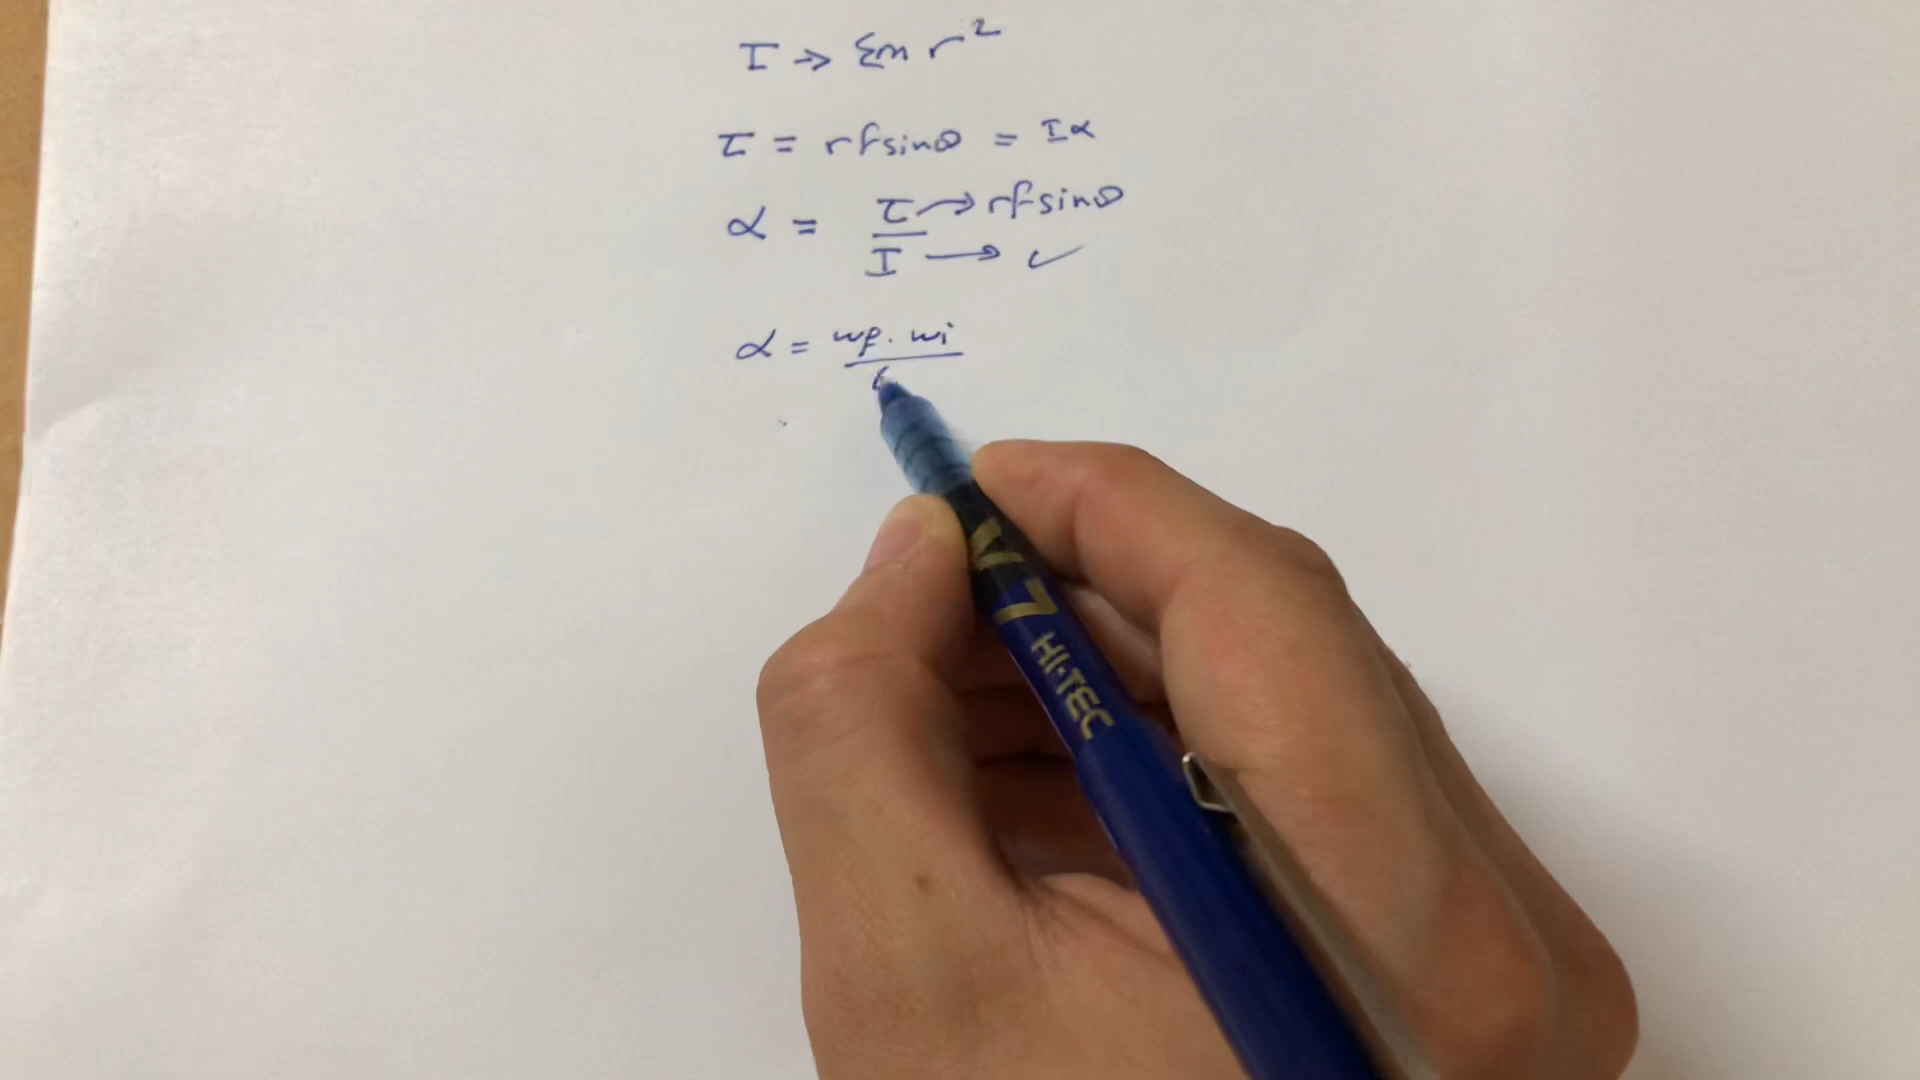 I → Σm r²
τ = rfsinθ = Iα
α = τ → rfsinθ
I → ✓
α = wf. wi
V7 HI-TEC